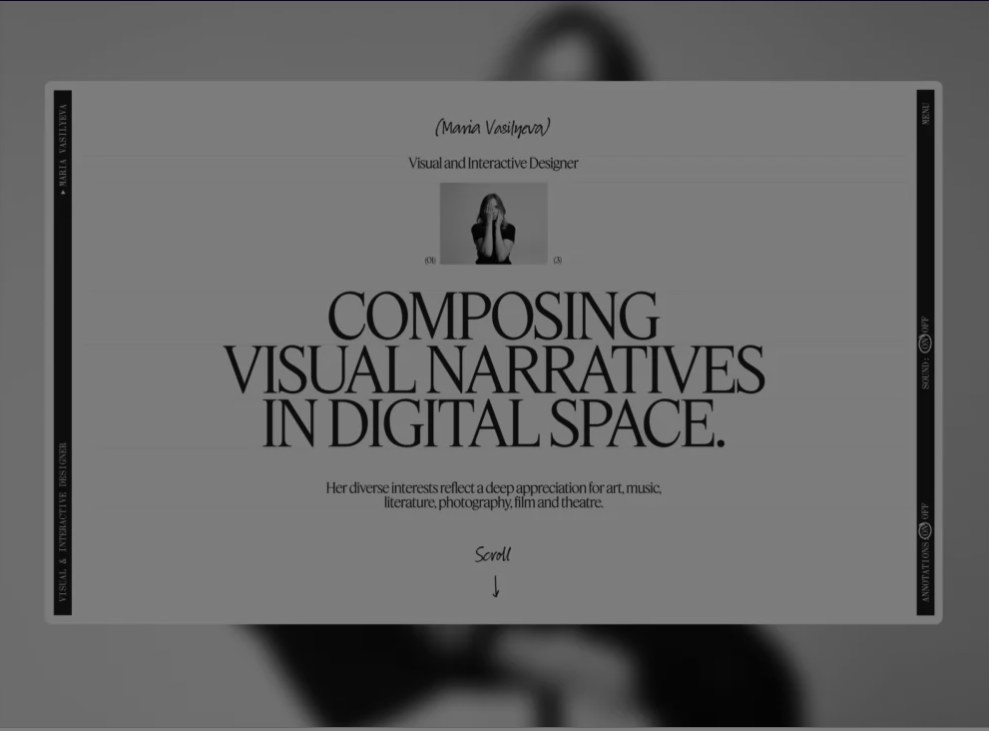 (Maria Vasilyeva)
Visual and Interactive Designer
(01)
(3)
COMPOSING
VISUAL NARRATIVES
IN DIGITAL SPACE.
Her diverse interests reflect a deep appreciation for art, music,
literature, photography, film and theatre.
Scroll
MARIA VASILYEVA
VISUAL & INTERACTIVE DESIGNER
MENU
SOUND: ON OFF
ANNOTATIONS ON OFF